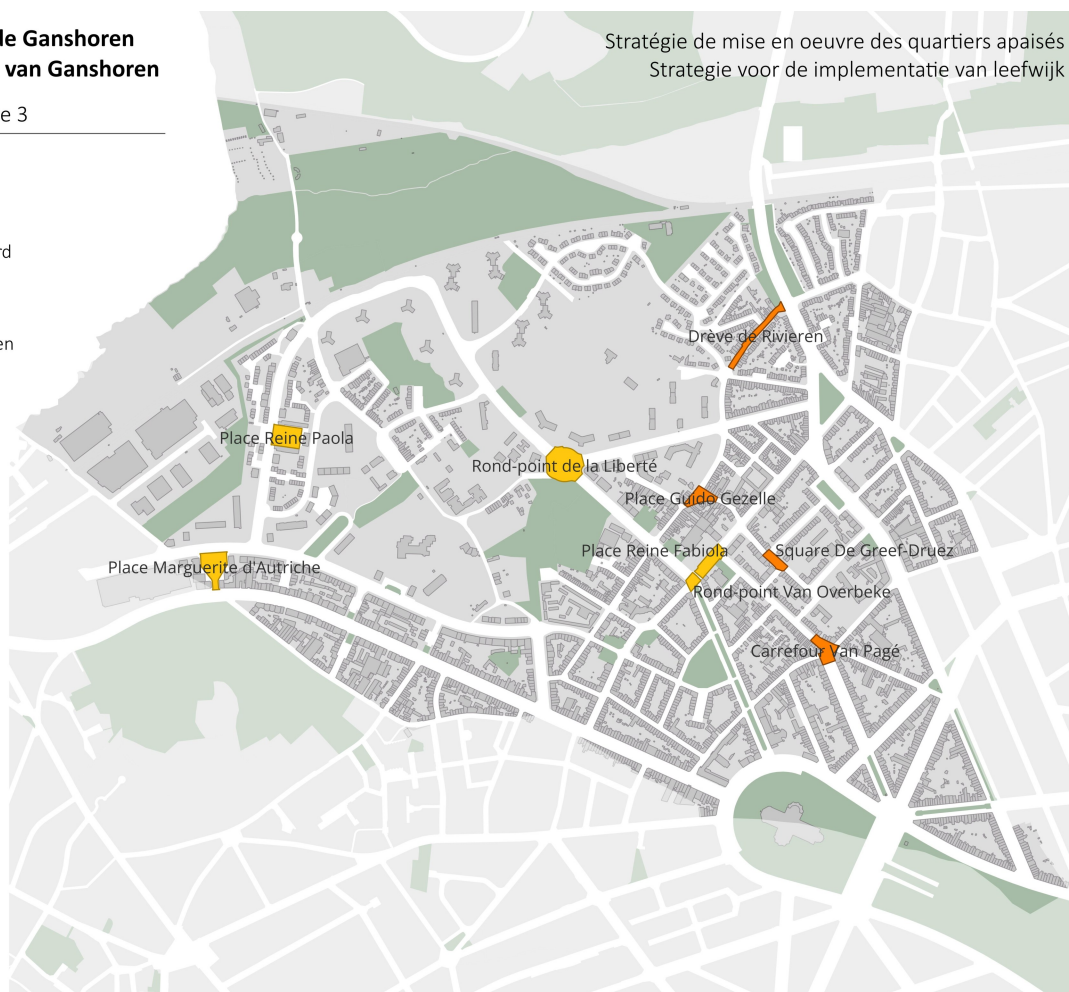 de Ganshoren
van Ganshoren
e 3
rd
en
Stratégie de mise en oeuvre des quartiers apaisés
Strategie voor de implementatie van leefwijk
Drève de Rivieren
Place Reine Paola
Rond-point de la Liberté
Place Guido Gezelle
Place Reine Fabiola
Square De Greef-Druez
Place Marguerite d'Autriche
Rond-point Van Overbeke
Carrefour Van Pagé